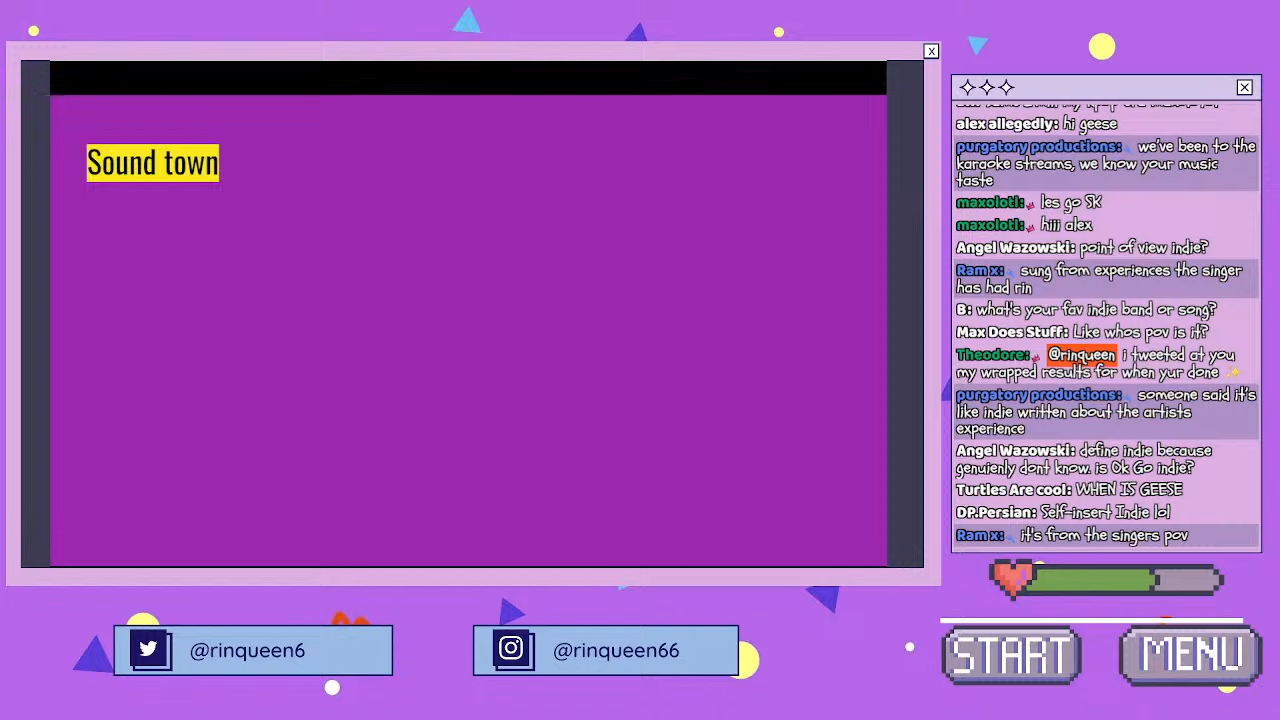 X
Sound town
alex allegedly: hi geese
purgatory productions: we've been to the
karaoke streams, we know your music
taste
maxolotl: les go SK
maxolotl: hiii alex
Angel Wazowski: point of view indie?
Ram x: sung from experiences the singer
has had rin
B: what's your fav indie band or song?
Max Does Stuff: Like whos pov is it?
Theodore: @rinqueen i tweeted at you
my wrapped results for when yur done ✨
purgatory productions: someone said it's
like indie written about the artists
experience
Angel Wazowski: define indie because
genuienly dont know. is Ok Go indie?
Turtles Are cool: WHEN IS GEESE
DP.Persian: Self-insert Indie lol
Ram x: it's from the singers pov
@rinqueen6
@rinqueen66
START
MENU